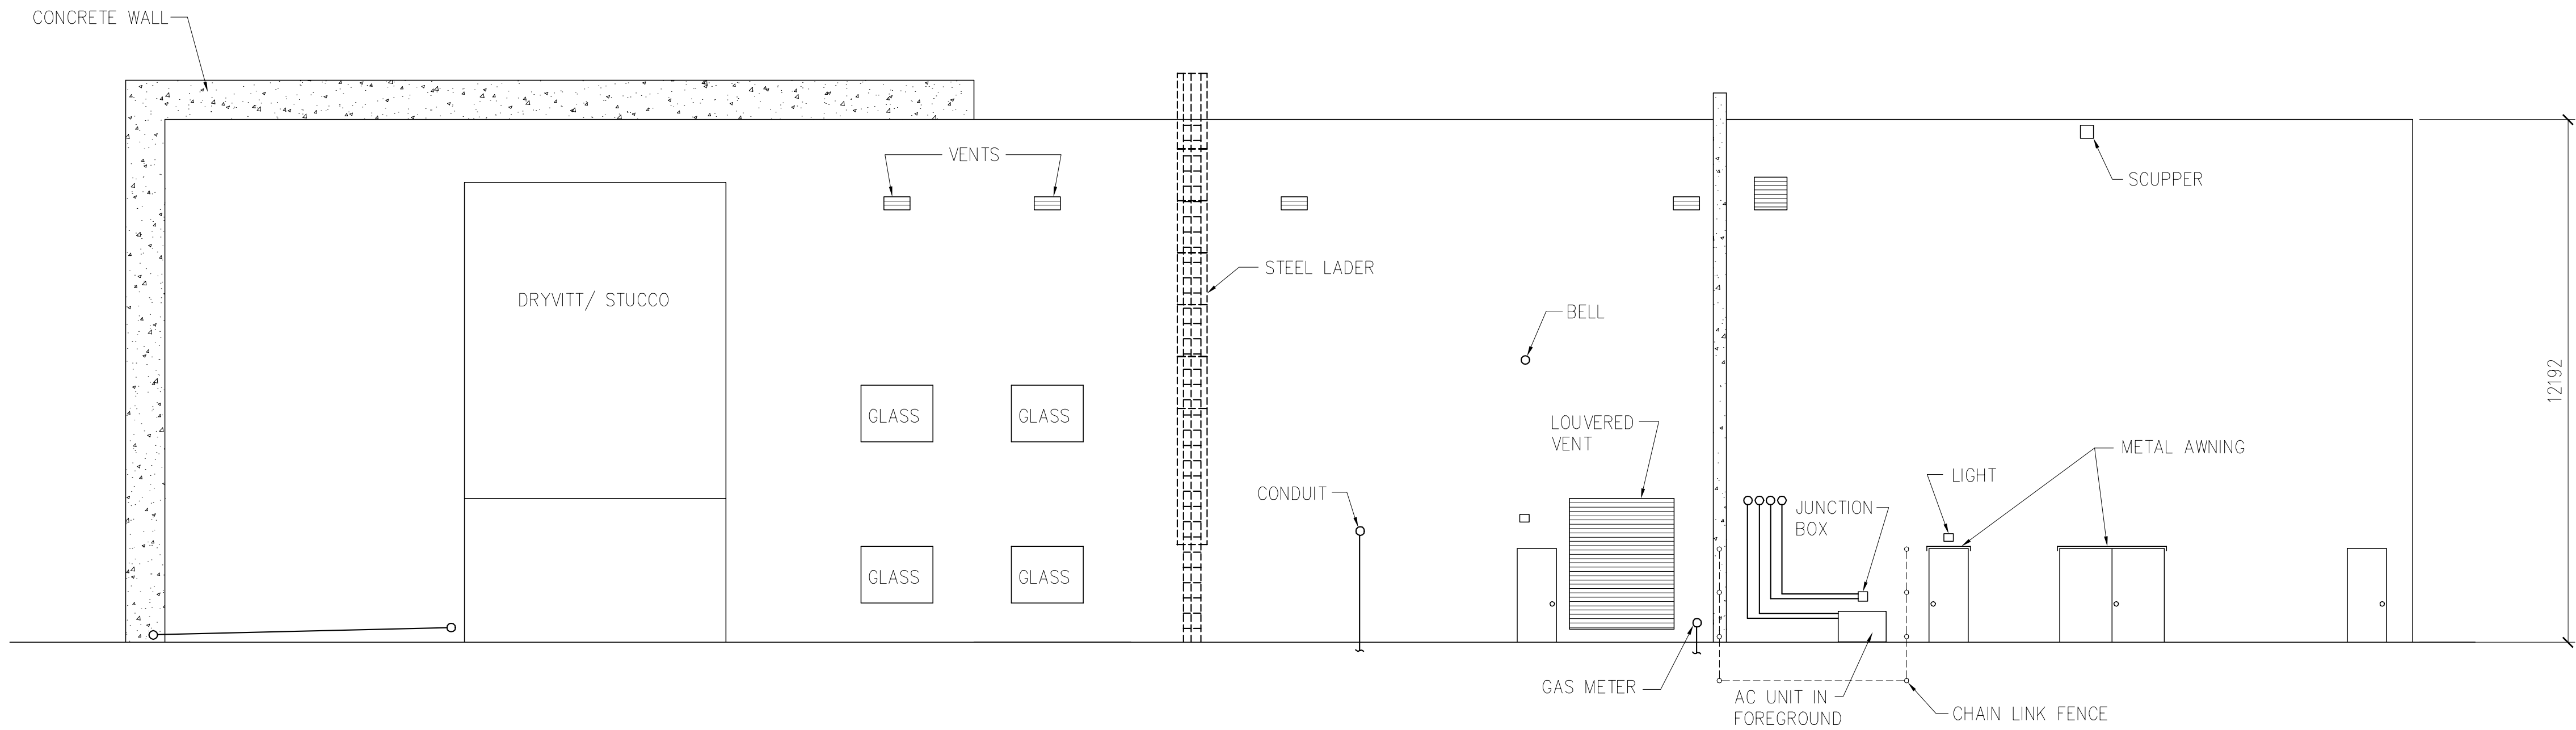 CONCRETE WALL
VENTS
SCUPPER
STEEL LADER
DRYVITT/ STUCCO
BELL
12192
GLASS
GLASS
LOUVERED
VENT
METAL AWNING
LIGHT
CONDUIT
JUNCTION
BOX
GLASS
GLASS
GAS METER
AC UNIT IN
FOREGROUND
CHAIN LINK FENCE